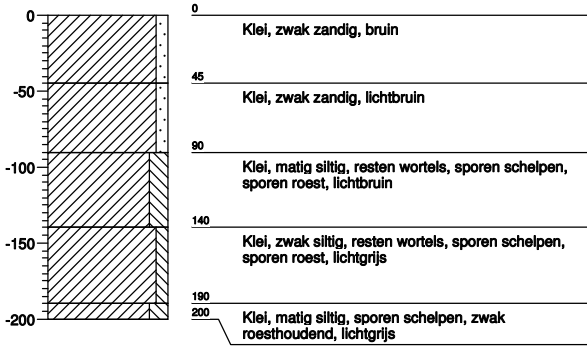 0
0
Klei, zwak zandig, bruin
45
-50
Klei, zwak zandig, lichtbruin
90
-100
Klei, matig siltig, resten wortels, sporen schelpen,
sporen roest, lichtbruin
140
-150
Klei, zwak siltig, resten wortels, sporen schelpen,
sporen roest, lichtgrijs
190
-200
200
Klei, matig siltig, sporen schelpen, zwak
roesthoudend, lichtgrijs